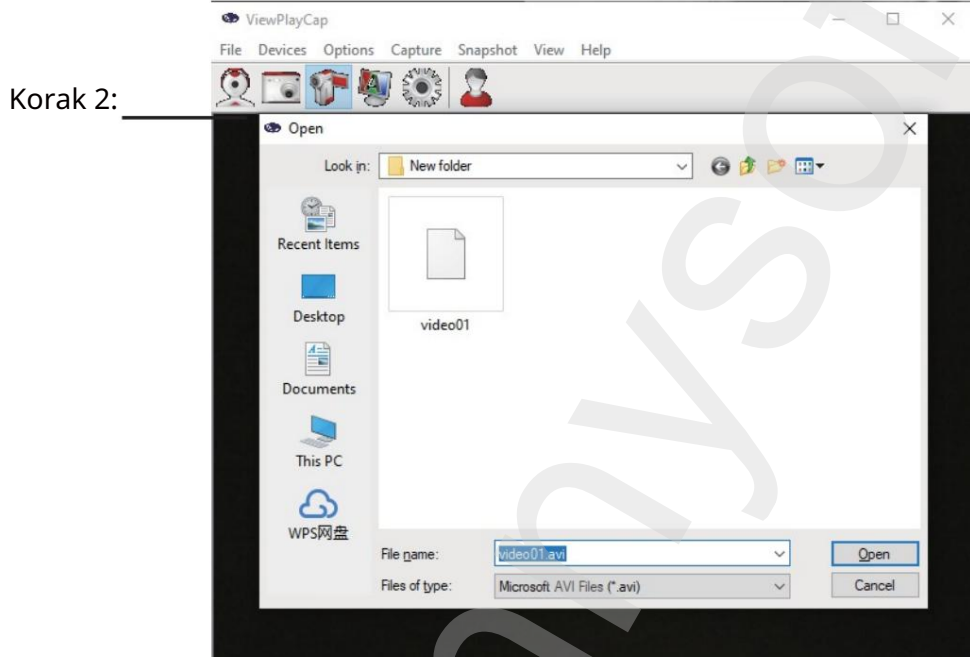 ViewPlayCap
File Devices Options Capture Snapshot View Help
Korak 2:
Open
Look in: New folder
Recent Items
Desktop
Documents
This PC
WPS网盘
video01
File name: video01.avi Open
Files of type: Microsoft AVI Files (*.avi) Cancel